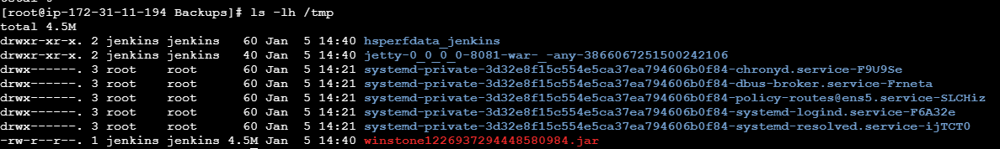 [root@ip-172-31-11-194 Backups]# ls -lh /tmp
total 4.5M
drwxr-xr-x. 2 jenkins jenkins   60 Jan  5 14:40 hsperfdata_jenkins
drwxr-xr-x. 2 jenkins jenkins   40 Jan  5 14:40 jetty-0_0_0_0-8081-war-_-any-3866067251500242106
drwx------. 3 root    root      60 Jan  5 14:21 systemd-private-3d32e8f15c554e5ca37ea794606b0f84-chronyd.service-F9U9Se
drwx------. 3 root    root      60 Jan  5 14:21 systemd-private-3d32e8f15c554e5ca37ea794606b0f84-dbus-broker.service-Frneta
drwx------. 3 root    root      60 Jan  5 14:21 systemd-private-3d32e8f15c554e5ca37ea794606b0f84-policy-routes@ens5.service-SLCHiz
drwx------. 3 root    root      60 Jan  5 14:21 systemd-private-3d32e8f15c554e5ca37ea794606b0f84-systemd-logind.service-F6A32e
drwx------. 3 root    root      60 Jan  5 14:21 systemd-private-3d32e8f15c554e5ca37ea794606b0f84-systemd-resolved.service-ijTCT0
-rw-r--r--. 1 jenkins jenkins 4.5M Jan  5 14:40 winstone1226937294448580984.jar